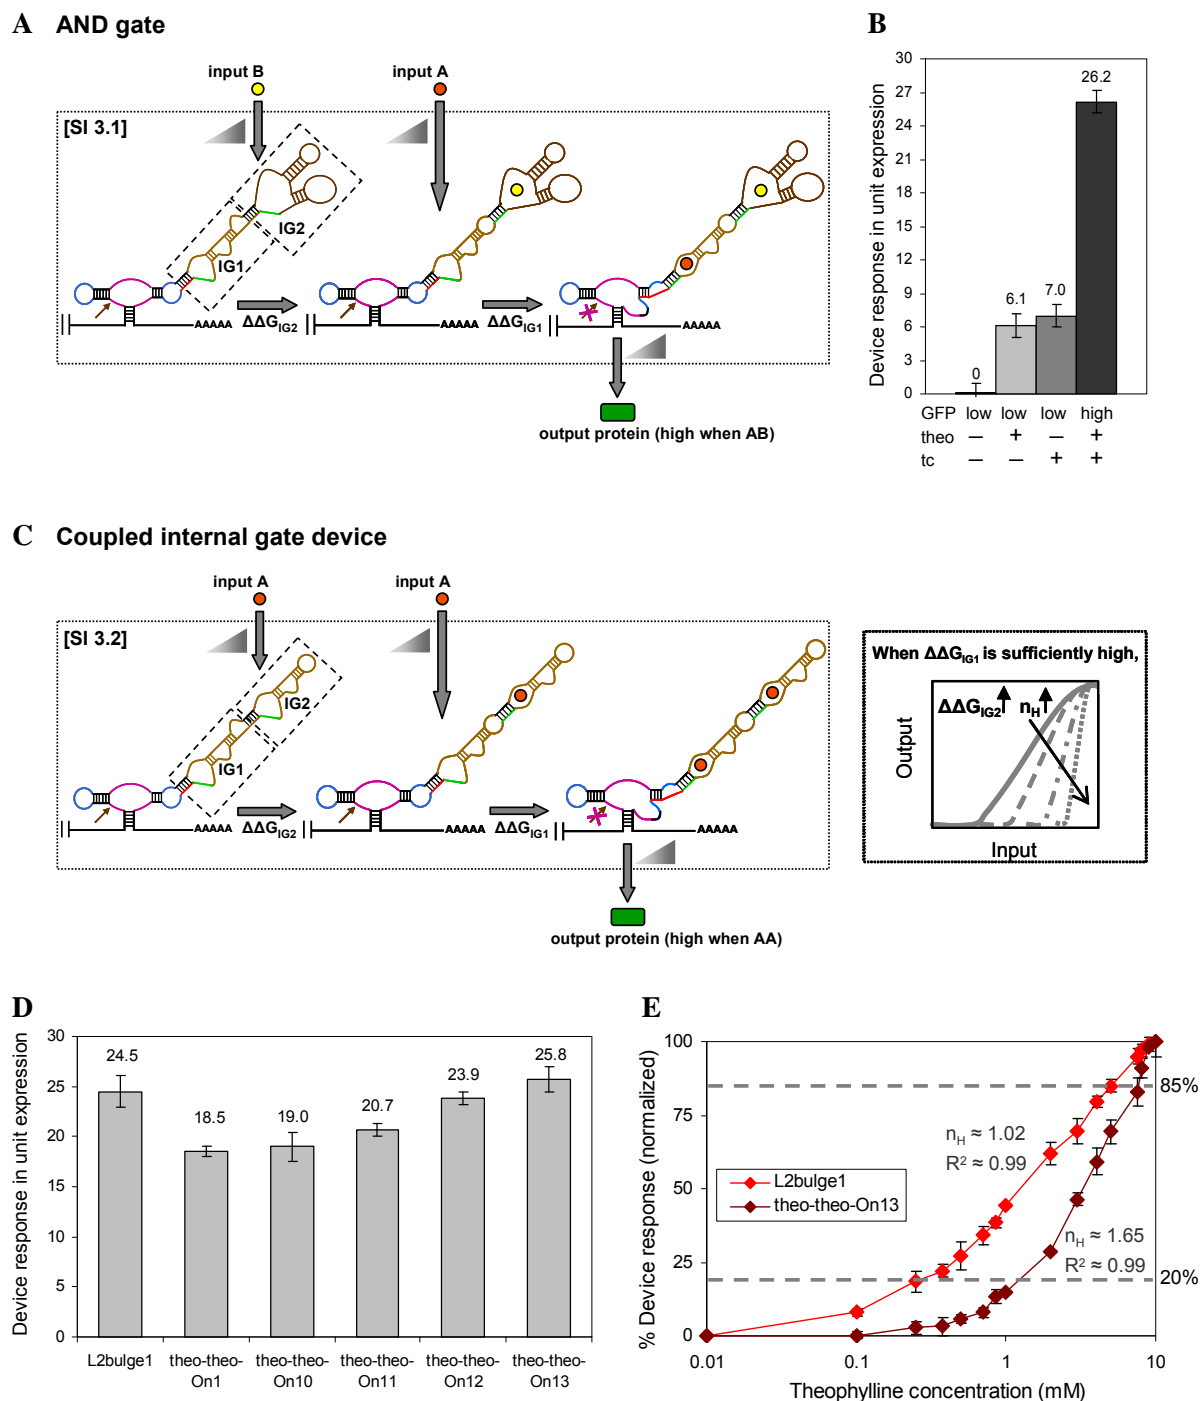 A AND gate
input B
input A
[SI 3.1]
IG2
IG1
ΔΔG_IG2
ΔΔG_IG1
AAAAA
AAAAA
AAAAA
output protein (high when AB)
B
Device response in unit expression
30
27
24
21
18
15
12
9
6
3
0
0
6.1
7.0
26.2
GFP low low low high
theo — + — +
tc — — + +
C Coupled internal gate device
input A
input A
[SI 3.2]
IG2
IG1
ΔΔG_IG2
ΔΔG_IG1
AAAAA
AAAAA
AAAAA
output protein (high when AA)
When ΔΔG_IG1 is sufficiently high,
ΔΔG_IG2 n_H
Output
Input
D
Device response in unit expression
30
25
20
15
10
5
0
24.5
18.5
19.0
20.7
23.9
25.8
L2bulge1
theo-theo-On1
theo-theo-On10
theo-theo-On11
theo-theo-On12
theo-theo-On13
E
% Device response (normalized)
100
75
50
25
0
85%
20%
n_H ≈ 1.02
R² ≈ 0.99
L2bulge1
theo-theo-On13
n_H ≈ 1.65
R² ≈ 0.99
0.01 0.1 1 10
Theophylline concentration (mM)